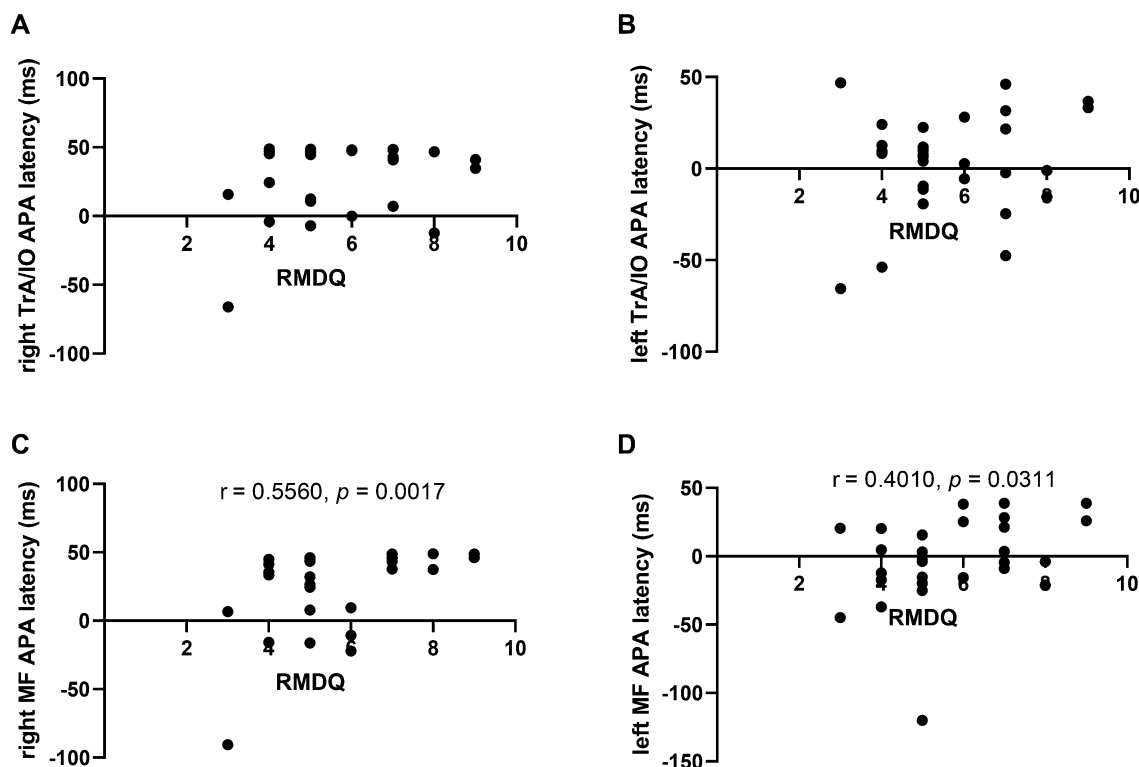 A
right TrA/IO APA latency (ms)
100
50
0
-50
-100
2 4 6 8 10
RMDQ
B
left TrA/IO APA latency (ms)
50
0
-50
-100
2 4 6 8 10
RMDQ
C
r = 0.5560, p = 0.0017
right MF APA latency (ms)
100
50
0
-50
-100
2 4 6 8 10
RMDQ
D
r = 0.4010, p = 0.0311
left MF APA latency (ms)
50
0
-50
-100
-150
2 4 6 8 10
RMDQ